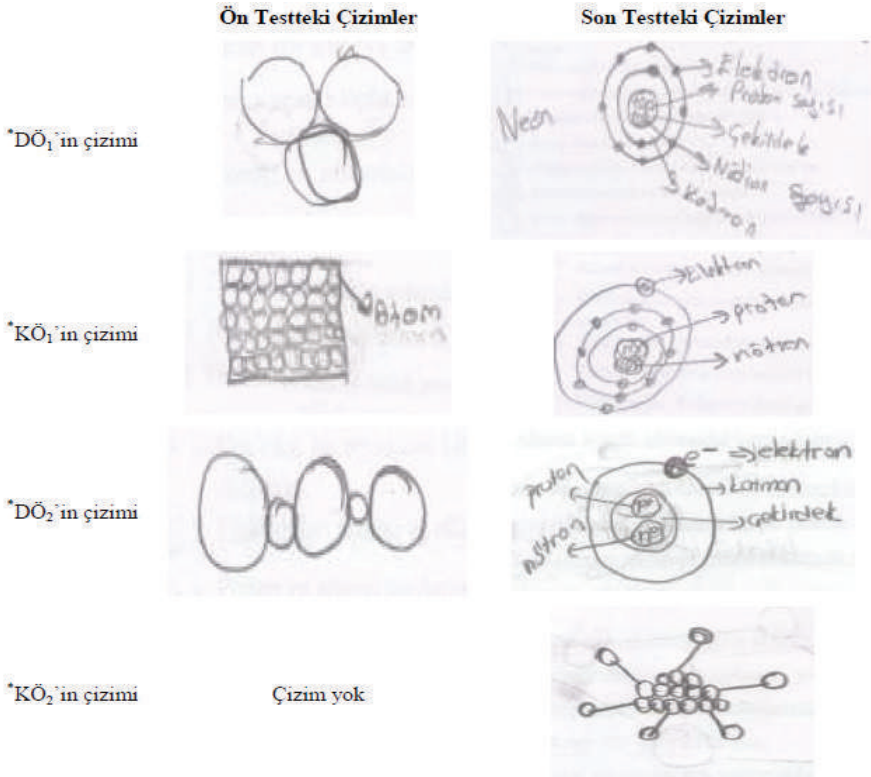 Ön Testteki Çizimler Son Testteki Çizimler
*DÖ1'in çizimi
Neon
Elektron
Proton sayısı
Çekirdek
Nötron sayısı
Katman
*KÖ1'in çizimi
Atom
Elektron
proton
nötron
*DÖ2'in çizimi
e- elektron
proton
katman
Çekirdek
nötron
*KÖ2'in çizimi
Çizim yok